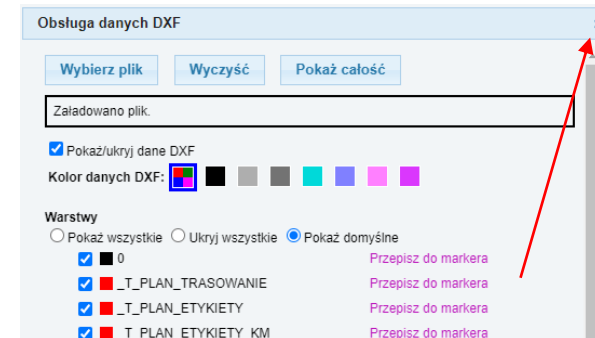 Obsługa danych DXF
Wybierz plik Wyczyść Pokaż całość
Załadowano plik.
Pokaż/ukryj dane DXF
Kolor danych DXF:
Warstwy
Pokaż wszystkie Ukryj wszystkie Pokaż domyślne
0 Przepisz do markera
_T_PLAN_TRASOWANIE Przepisz do markera
_T_PLAN_ETYKIETY Przepisz do markera
_T_PLAN_ETYKIETY_KM Przepisz do markera